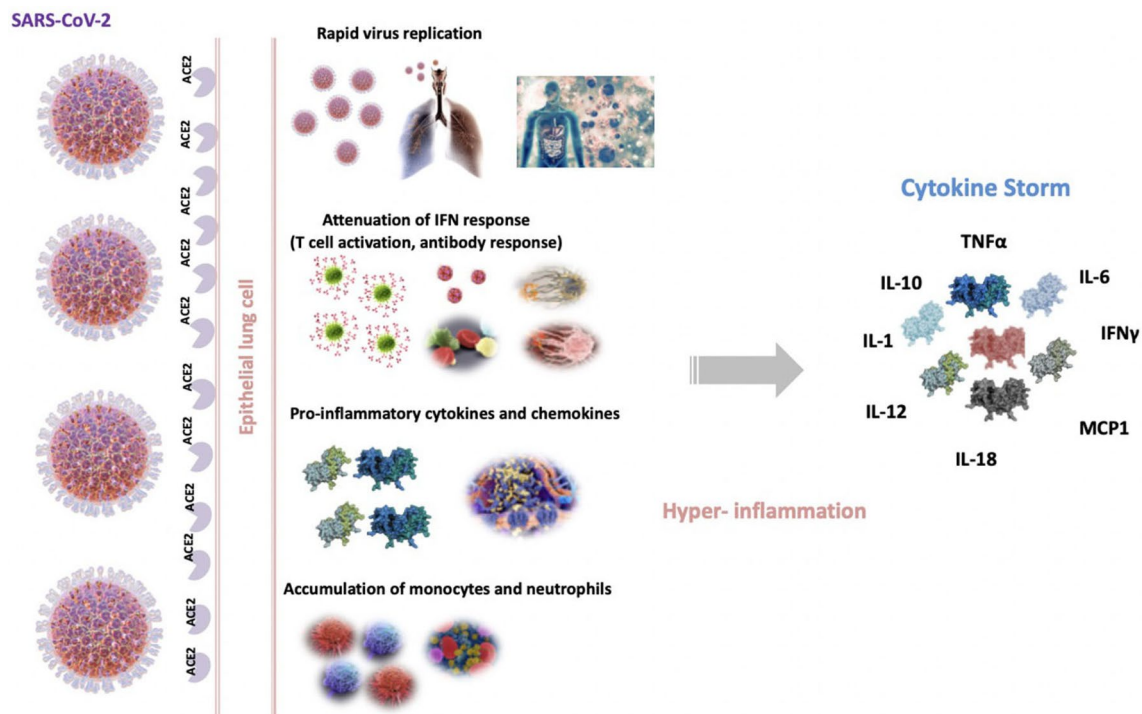 SARS-CoV-2
ACE2
ACE2
ACE2
ACE2
ACE2
ACE2
ACE2
ACE2
ACE2
ACE2
ACE2
ACE2
Epithelial lung cell
Rapid virus replication
Attenuation of IFN response
(T cell activation, antibody response)
Pro-inflammatory cytokines and chemokines
Accumulation of monocytes and neutrophils
Hyper- inflammation
Cytokine Storm
TNFα
IL-10
IL-6
IL-1
IFNγ
IL-12
MCP1
IL-18